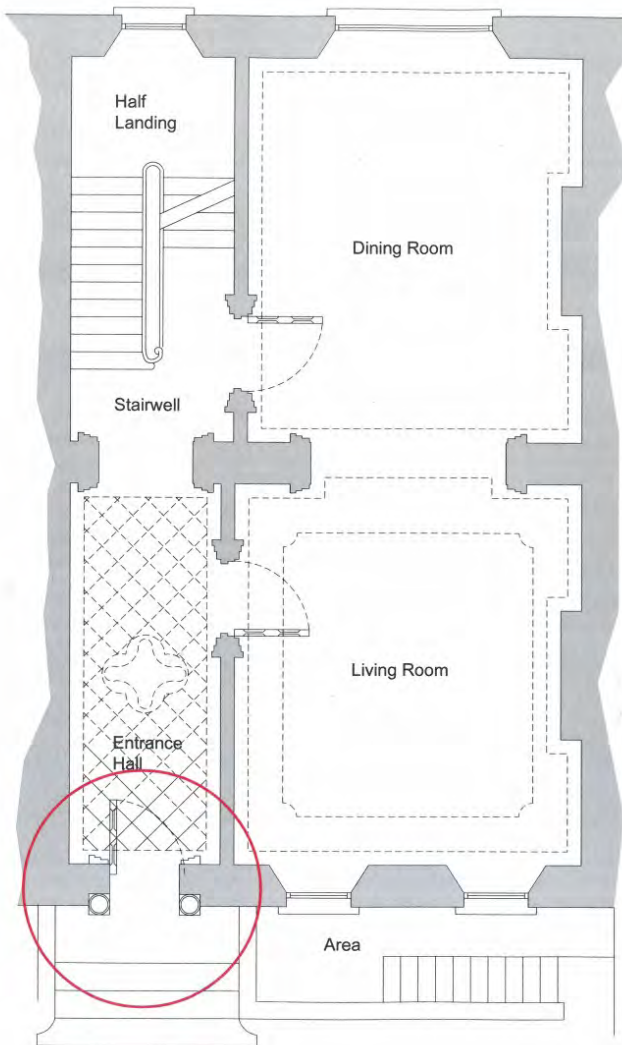 Half
Landing
Dining Room
Stairwell
Living Room
Entrance
Hall
Area